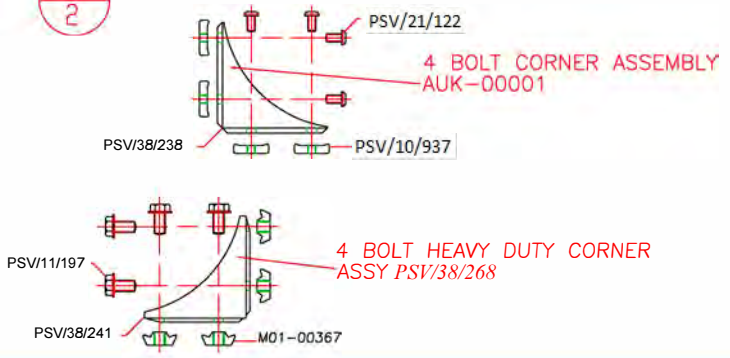 2
PSV/21/122
4 BOLT CORNER ASSEMBLY
AUK-00001
PSV/38/238
PSV/10/937
4 BOLT HEAVY DUTY CORNER
ASSY PSV/38/268
PSV/11/197
PSV/38/241
M01-00367